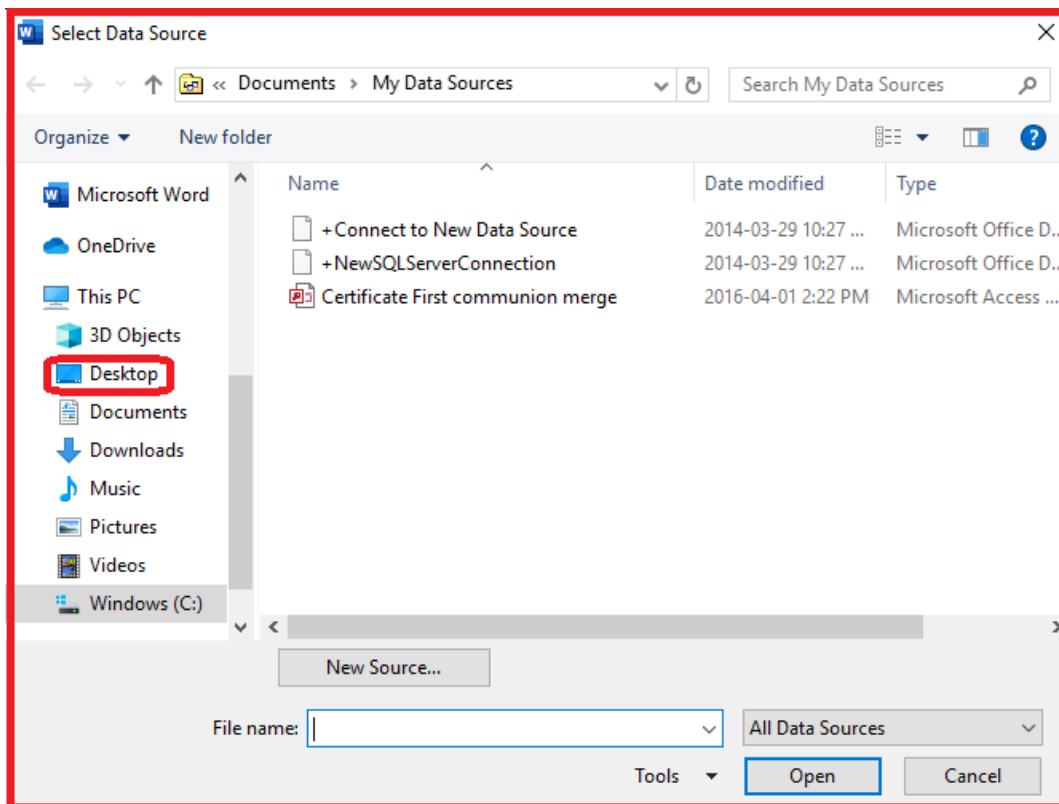 Select Data Source
« Documents > My Data Sources
Search My Data Sources
Organize
New folder
Name
Date modified
Type
Microsoft Word
OneDrive
This PC
3D Objects
Desktop
Documents
Downloads
Music
Pictures
Videos
Windows (C:)
+Connect to New Data Source 2014-03-29 10:27 ... Microsoft Office D...
+NewSQLServerConnection 2014-03-29 10:27 ... Microsoft Office D...
Certificate First communion merge 2016-04-01 2:22 PM Microsoft Access ...
New Source...
File name:
All Data Sources
Tools
Open
Cancel